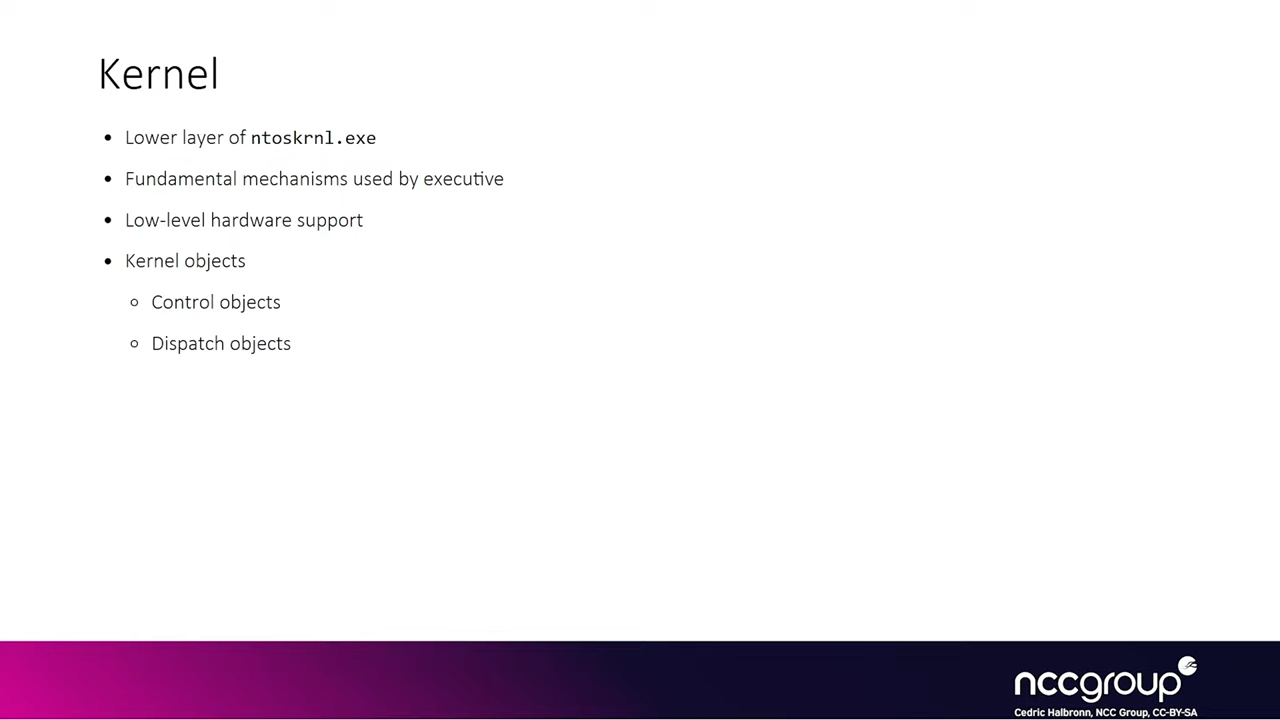 Kernel
• Lower layer of ntoskrnl.exe
• Fundamental mechanisms used by executive
• Low-level hardware support
• Kernel objects
○ Control objects
○ Dispatch objects
nccgroup
Cedric Halbronn, NCC Group, CC-BY-SA